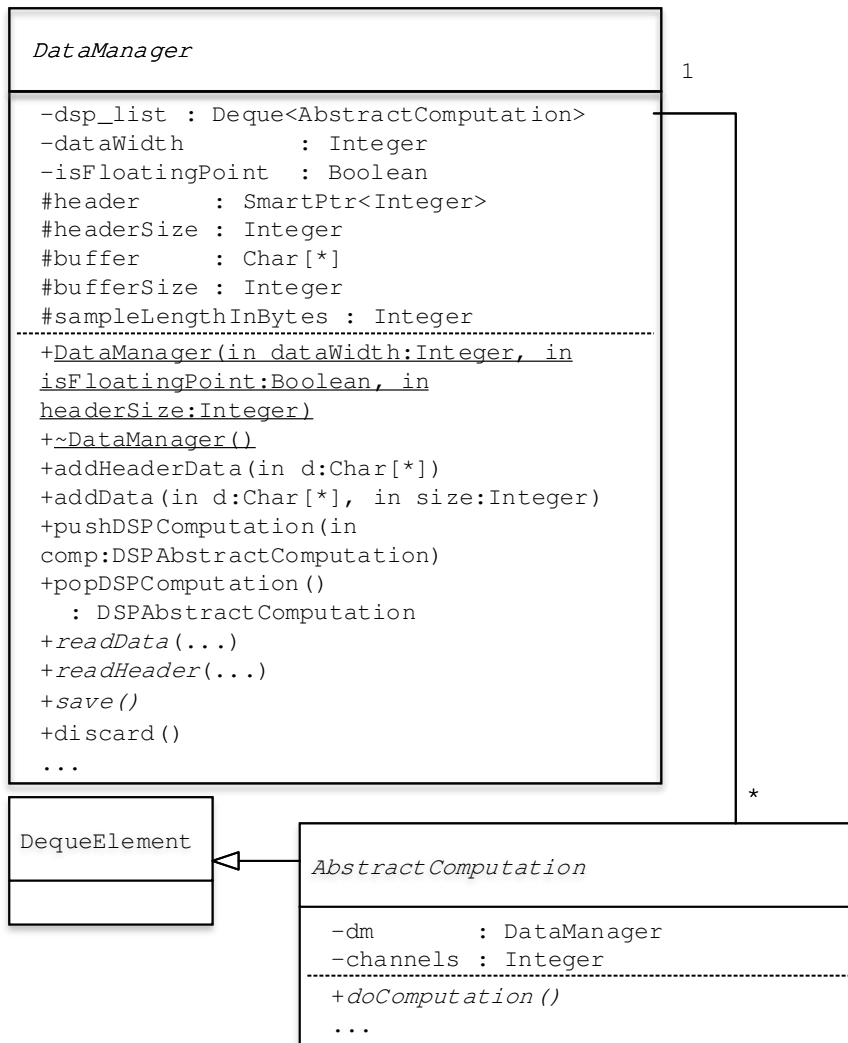 DataManager
1
-dsp_list : Deque<AbstractComputation>
-dataWidth : Integer
-isFloatingPoint : Boolean
#header : SmartPtr<Integer>
#headerSize : Integer
#buffer : Char[*]
#bufferSize : Integer
#sampleLengthInBytes : Integer
+DataManager(in dataWidth:Integer, in
isFloatingPoint:Boolean, in
headerSize:Integer)
+~DataManager()
+addHeaderData(in d:Char[*])
+addData(in d:Char[*], in size:Integer)
+pushDSPComputation(in
comp:DSPAbstractComputation)
+popDSPComputation()
: DSPAbstractComputation
+readData(...)
+readHeader(...)
+save()
+discard()
...
*
DequeElement
AbstractComputation
-dm : DataManager
-channels : Integer
+doComputation()
...